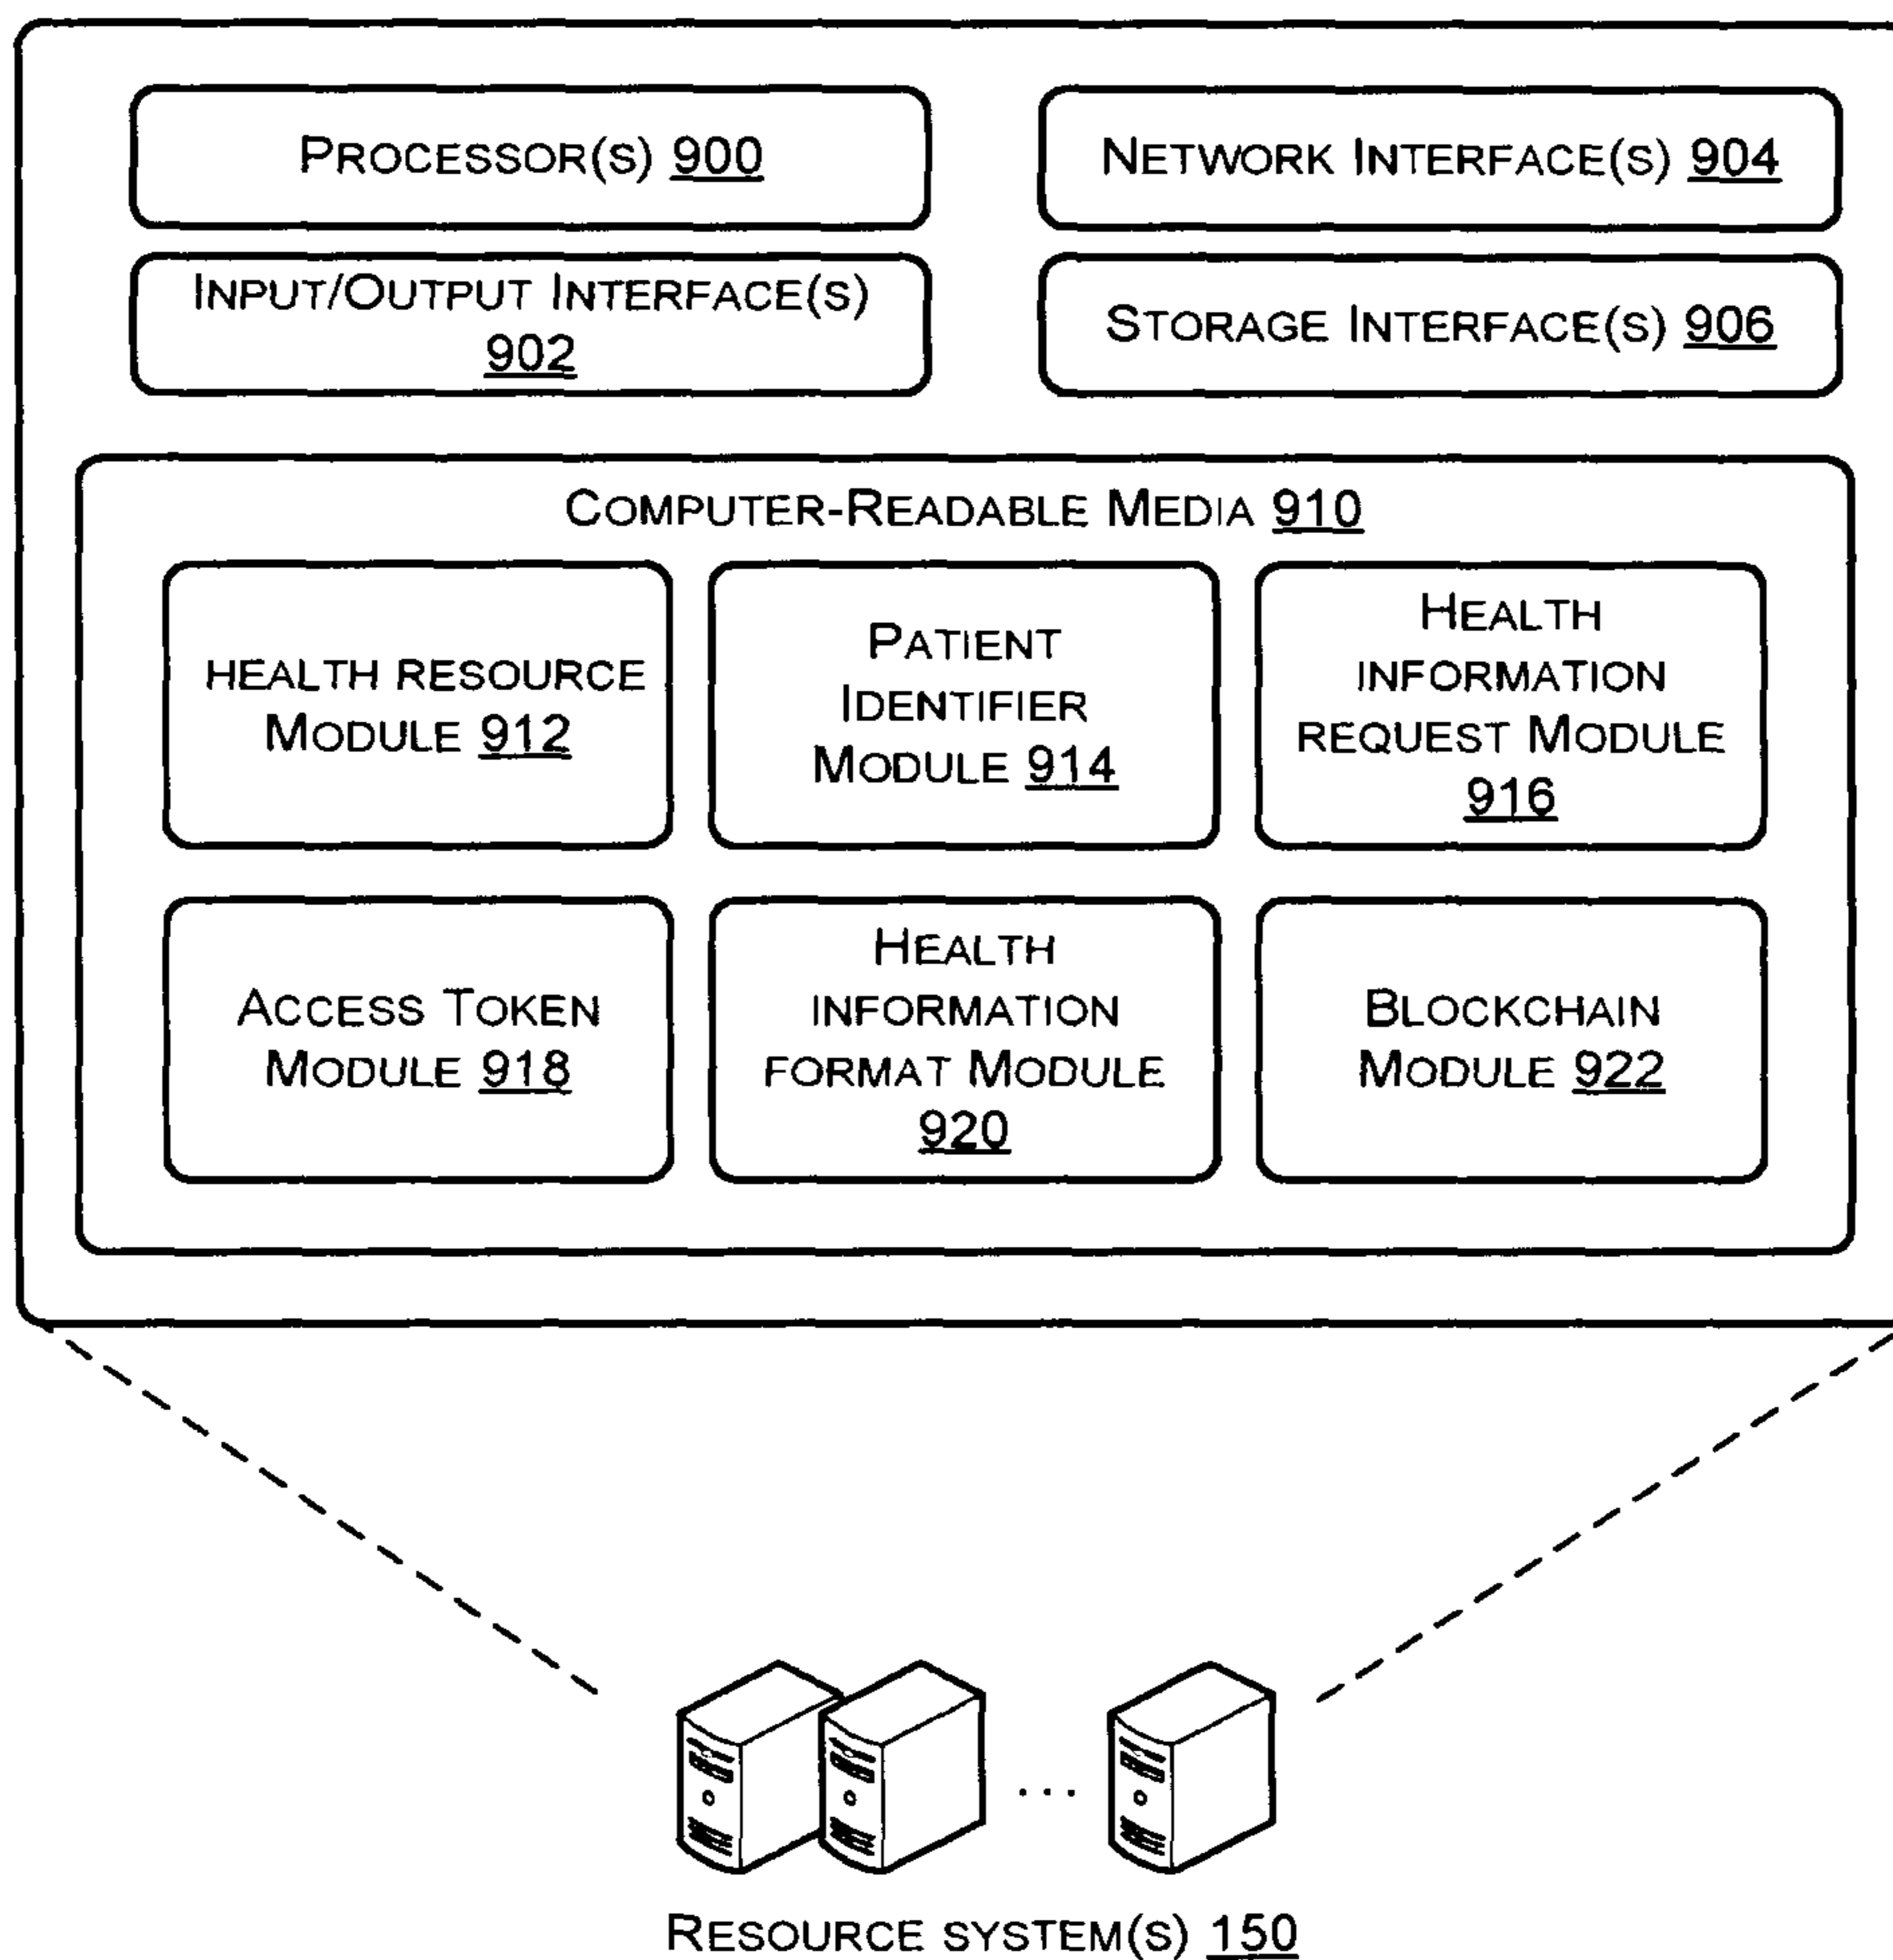 PROCESSOR(S) 900
NETWORK INTERFACE(S) 904
INPUT/OUTPUT INTERFACE(S)
902
STORAGE INTERFACE(S) 906
COMPUTER-READABLE MEDIA 910
HEALTH RESOURCE
MODULE 912
PATIENT
IDENTIFIER
MODULE 914
HEALTH
INFORMATION
REQUEST MODULE
916
ACCESS TOKEN
MODULE 918
HEALTH
INFORMATION
FORMAT MODULE
920
BLOCKCHAIN
MODULE 922
...
RESOURCE SYSTEM(S) 150